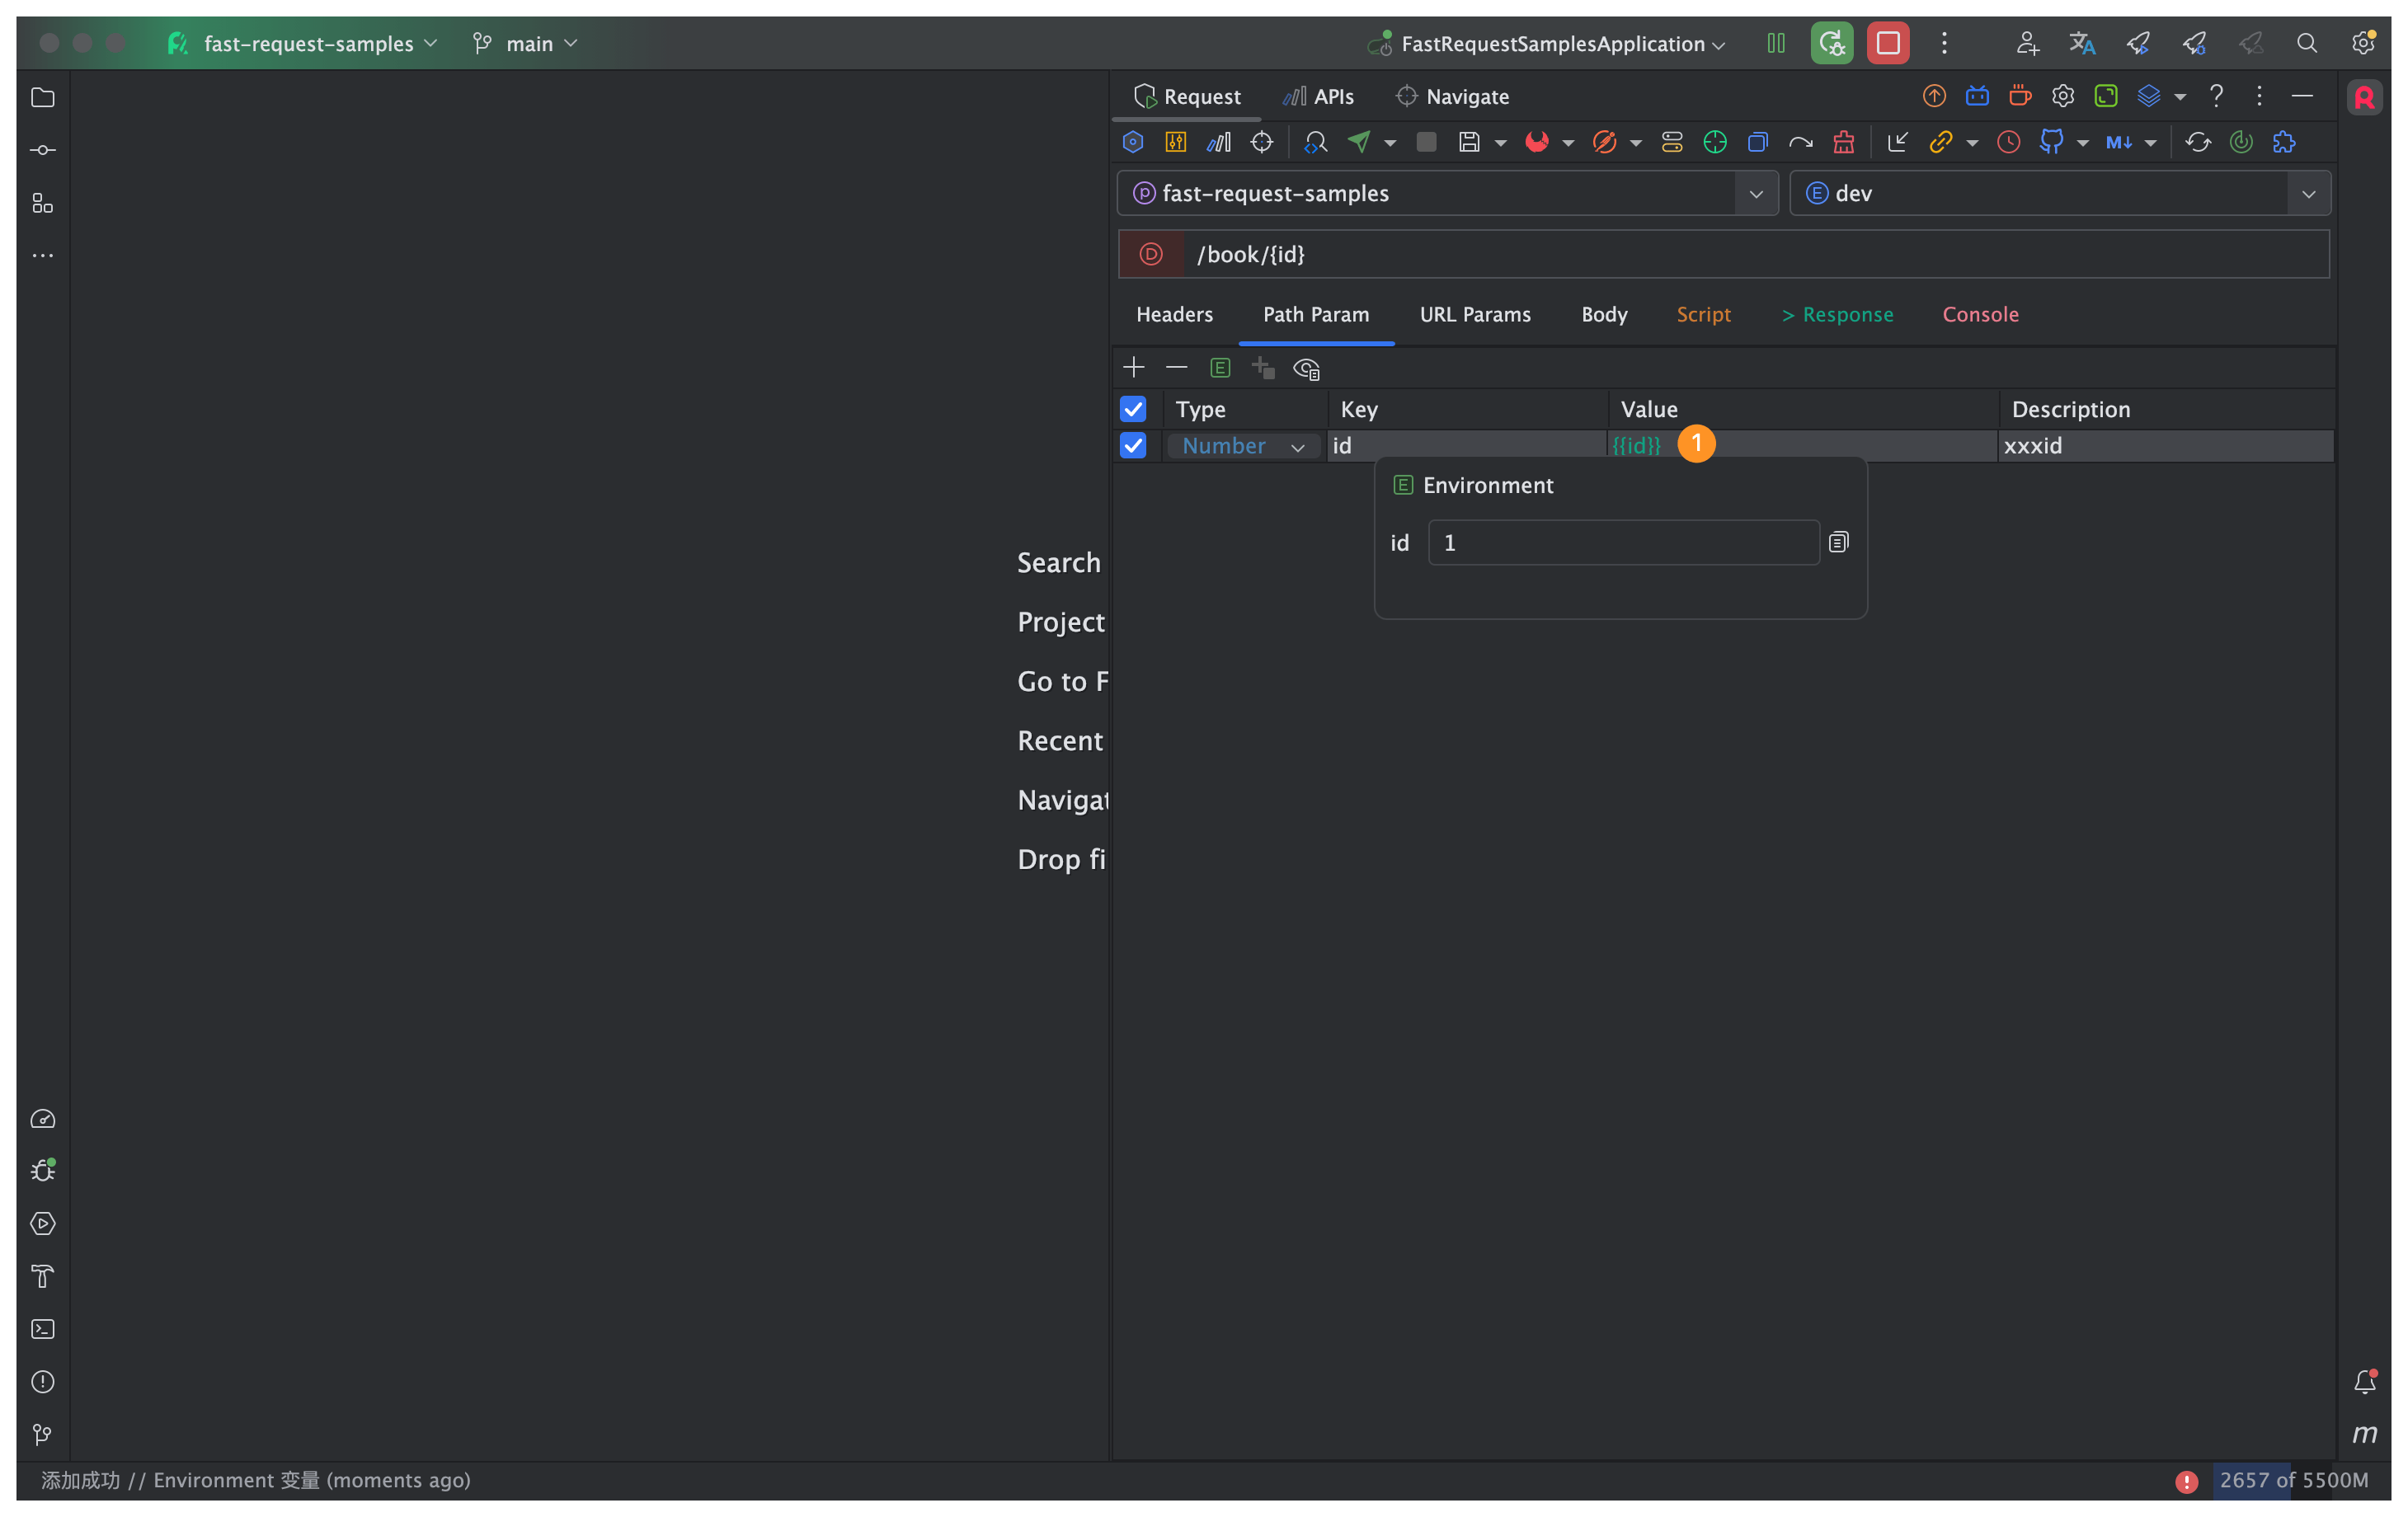 fast-request-samples
main
FastRequestSamplesApplication
Request
APIs
Navigate
M↓
P fast-request-samples
E dev
D /book/{id}
Headers
Path Param
URL Params
Body
Script
> Response
Console
E
Type
Key
Value
Description
Number
id
{{id}}
1
xxxid
E Environment
id
1
Search
Project
Go to F
Recent
Navigat
Drop fi
R
m
添加成功 // Environment 变量 (moments ago)
2657 of 5500M